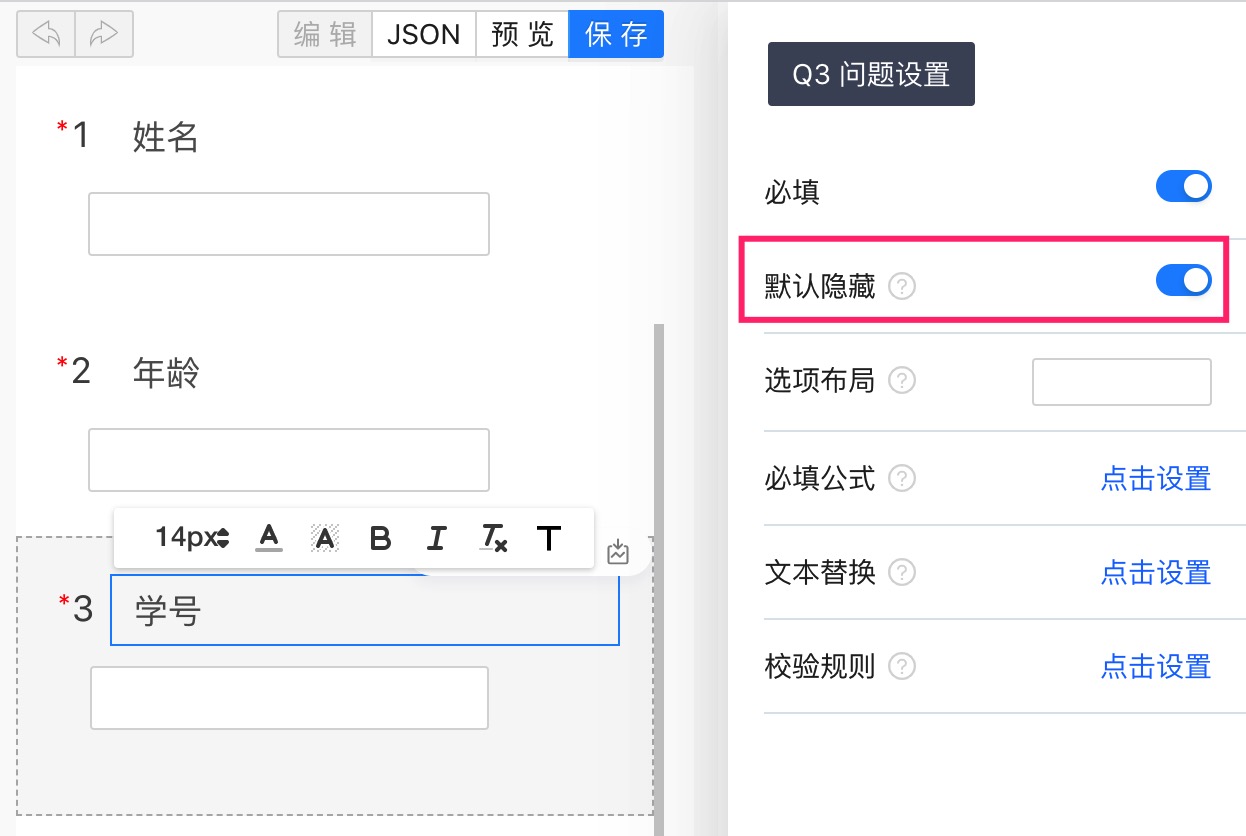 编辑 JSON 预览 保存
*1 姓名
*2 年龄
14px A A B I Tx T
*3 学号
Q3 问题设置
必填
默认隐藏 ?
选项布局 ?
必填公式 ? 点击设置
文本替换 ? 点击设置
校验规则 ? 点击设置